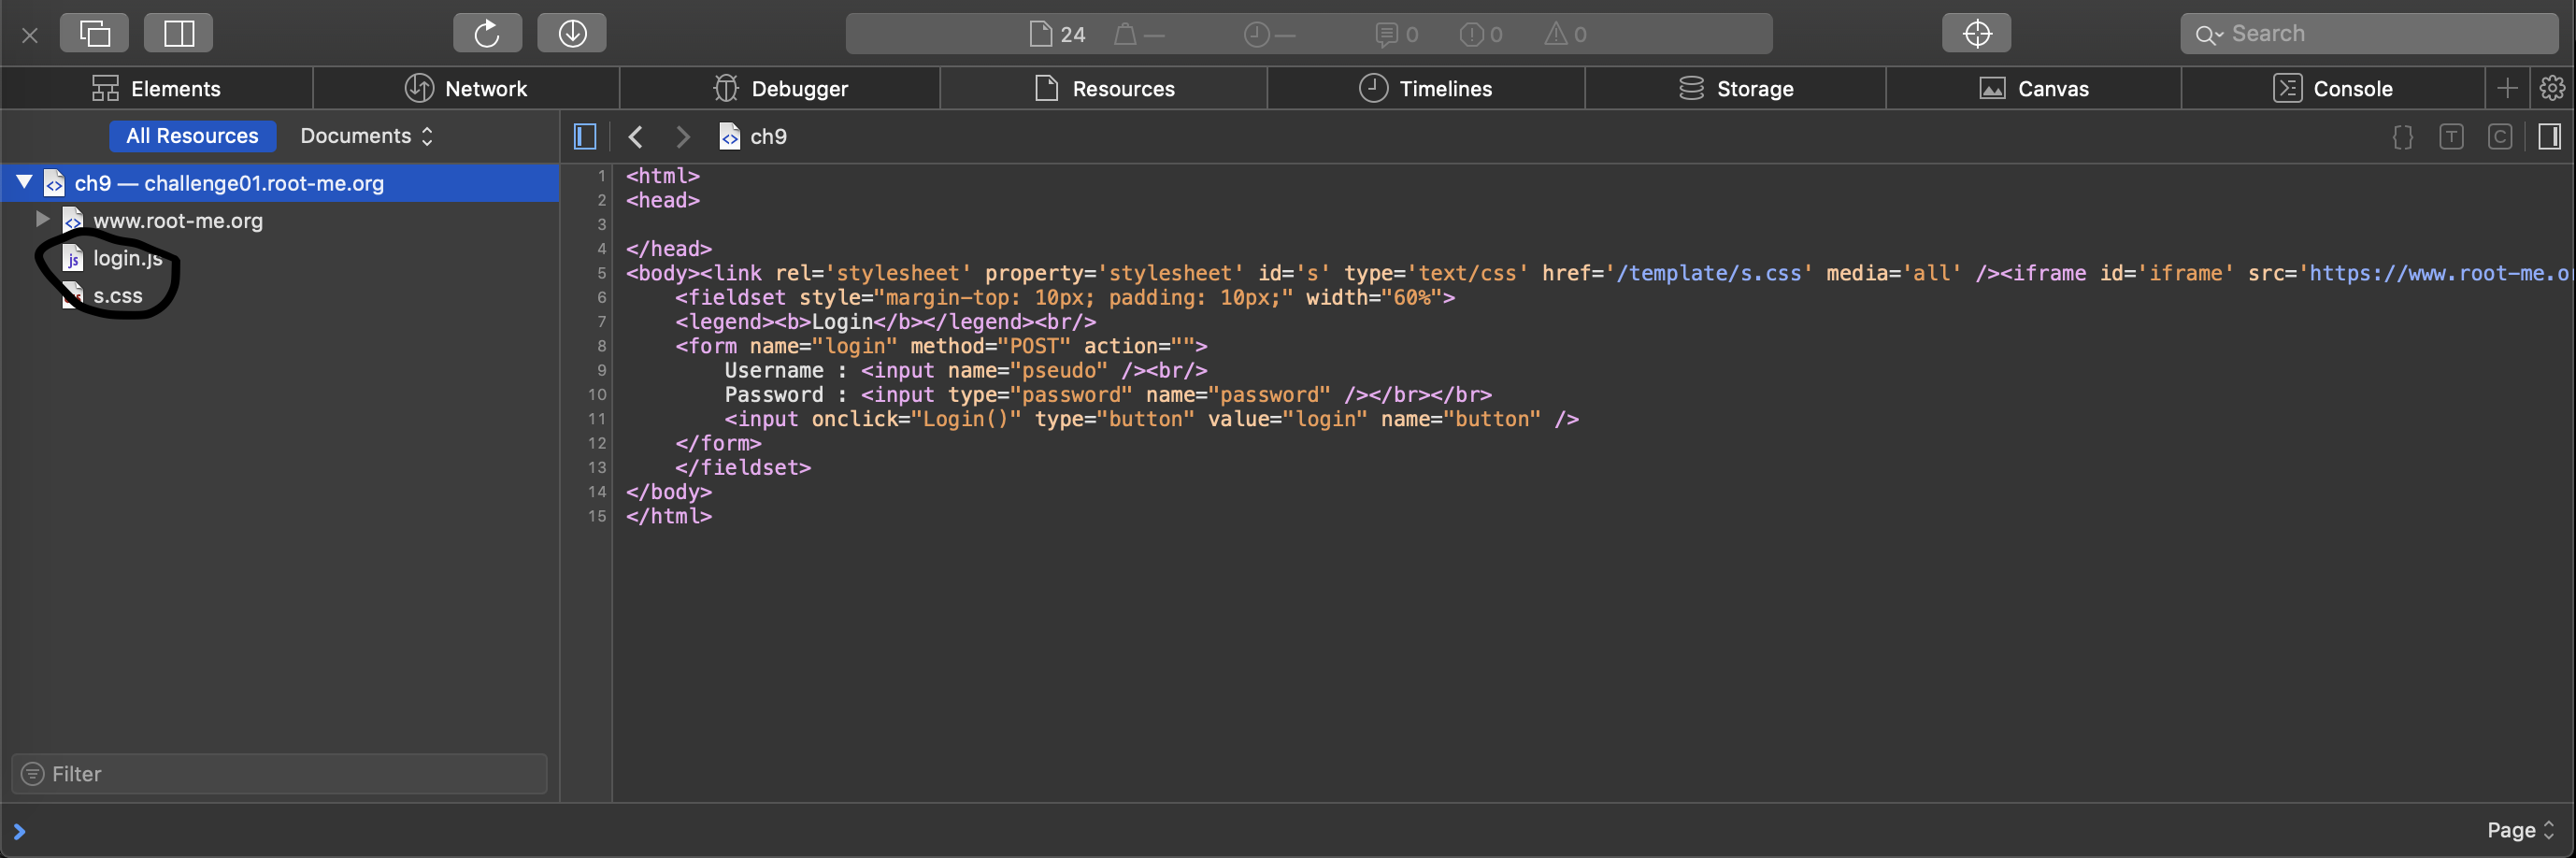 24 — — 0 0 0 Search
Elements Network Debugger Resources Timelines Storage Canvas Console
All Resources Documents ch9 {} T C
ch9 — challenge01.root-me.org
www.root-me.org
login.js
s.css
1 <html>
2 <head>
3
4 </head>
5 <body><link rel='stylesheet' property='stylesheet' id='s' type='text/css' href='/template/s.css' media='all' /><iframe id='iframe' src='https://www.root-me.o
6 <fieldset style="margin-top: 10px; padding: 10px;" width="60%">
7 <legend><b>Login</b></legend><br/>
8 <form name="login" method="POST" action="">
9 Username : <input name="pseudo" /><br/>
10 Password : <input type="password" name="password" /></br></br>
11 <input onclick="Login()" type="button" value="login" name="button" />
12 </form>
13 </fieldset>
14 </body>
15 </html>
Filter
Page